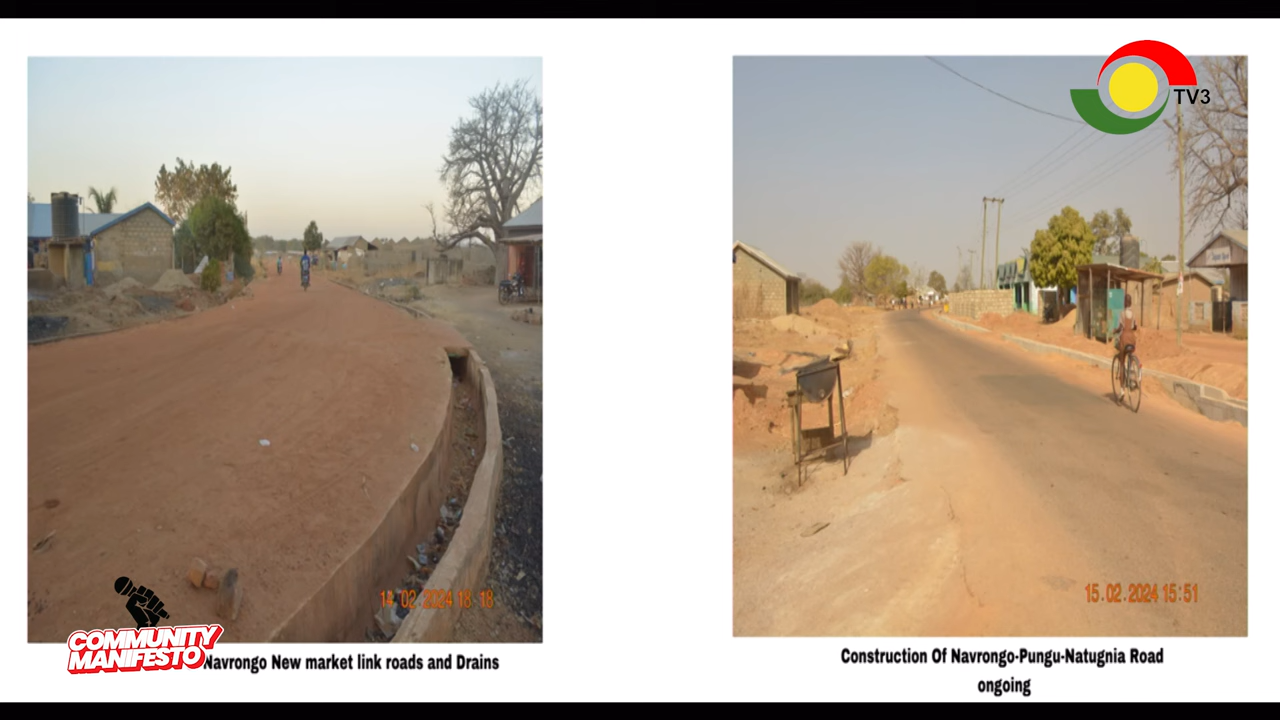 TV3
14 02 2024 18 18
15.02.2024 15:51
COMMUNITY
MANIFESTO
Navrongo New market link roads and Drains
Construction Of Navrongo-Pungu-Natugnia Road
ongoing